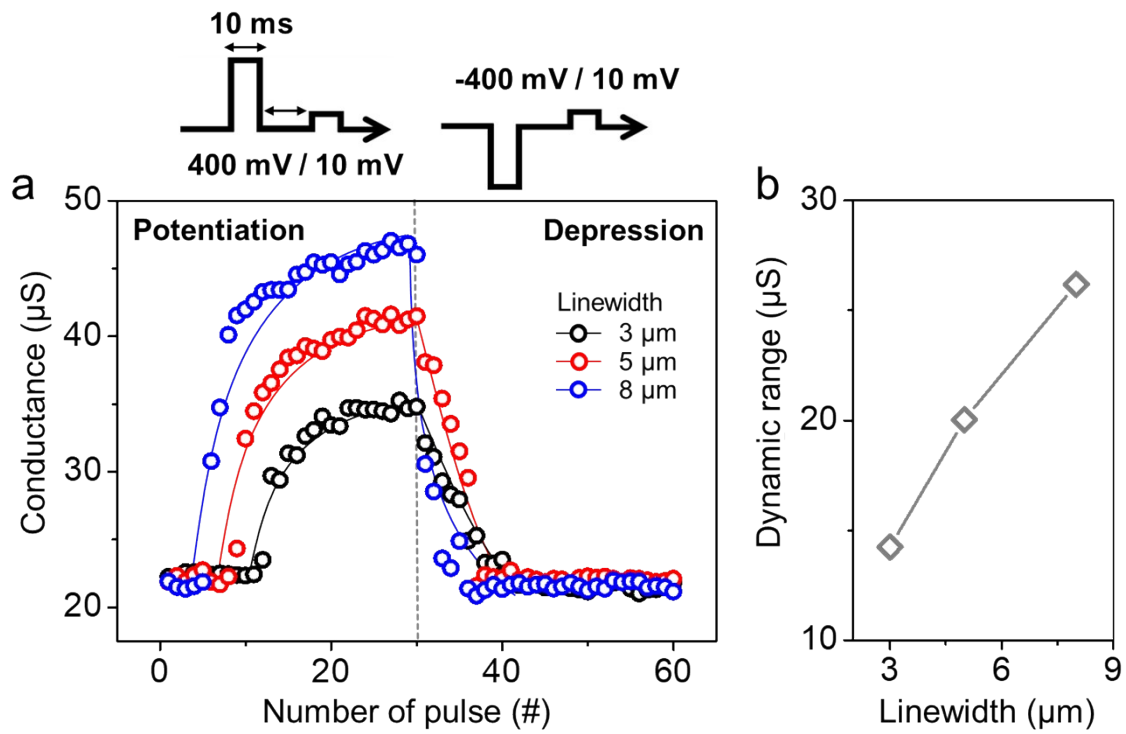 10 ms
400 mV / 10 mV
-400 mV / 10 mV
a
Potentiation
Depression
Linewidth
3 µm
5 µm
8 µm
50
40
30
20
Conductance (µS)
0
20
40
60
Number of pulse (#)
b
30
20
10
Dynamic range (µS)
3
6
9
Linewidth (µm)